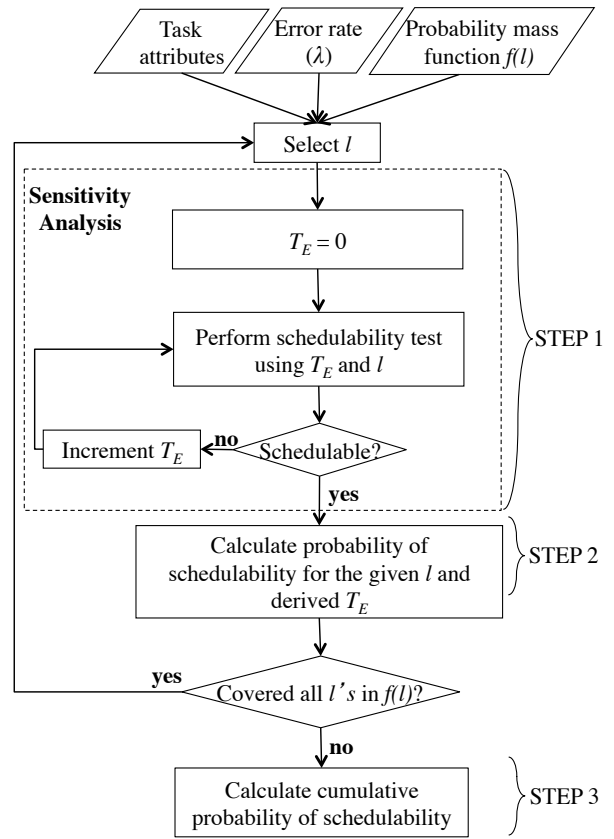 Task
attributes
Error rate
(λ)
Probability mass
function f(l)
Select l
Sensitivity
Analysis
T_E = 0
Perform schedulability test
using T_E and l
STEP 1
Increment T_E
no
Schedulable?
yes
Calculate probability of
schedulability for the given l and
derived T_E
STEP 2
yes
Covered all l's in f(l)?
no
Calculate cumulative
probability of schedulability
STEP 3